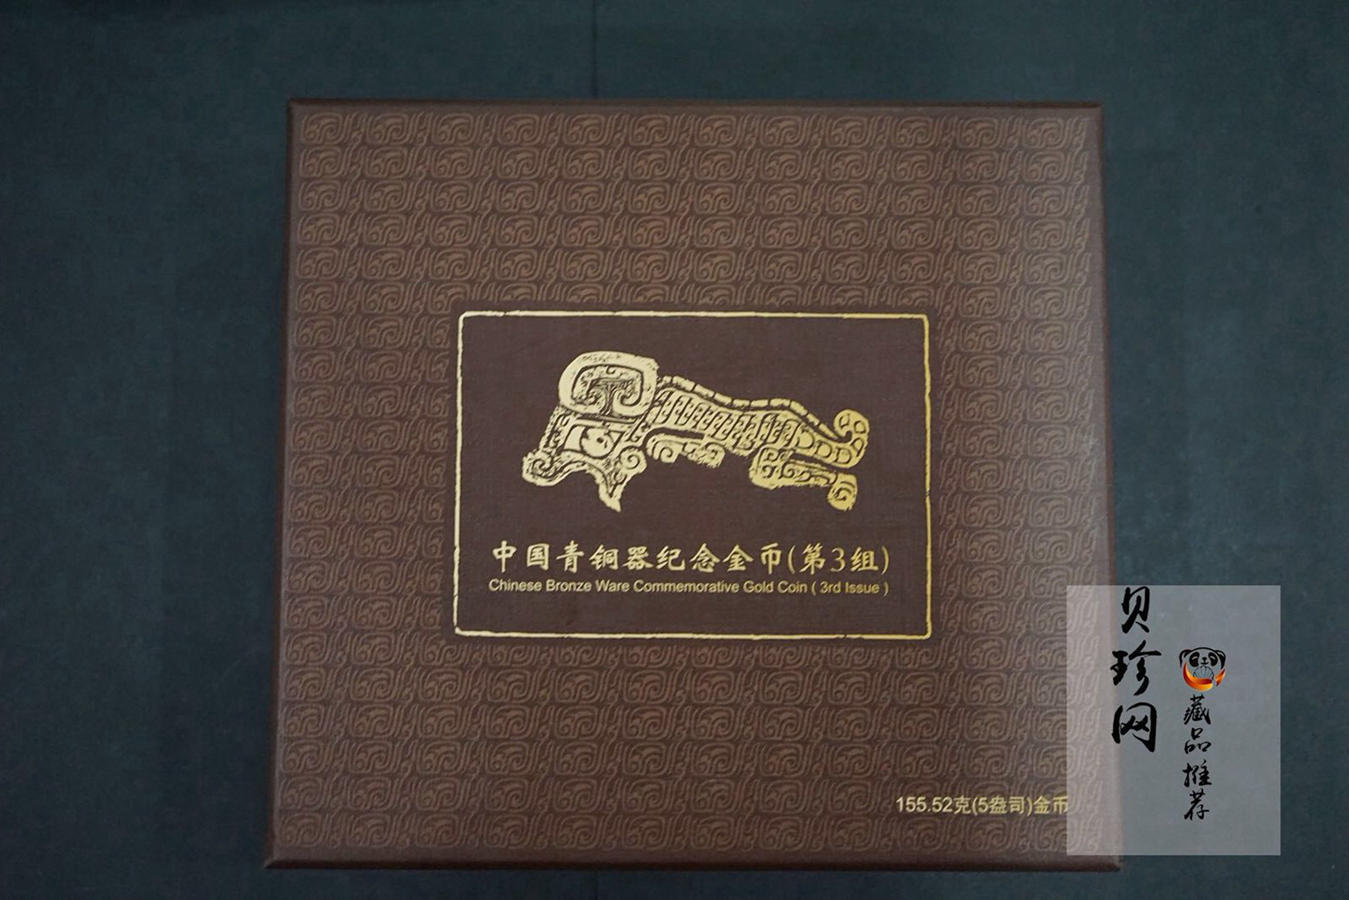 中国青铜器纪念金币(第3组)
Chinese Bronze Ware Commemorative Gold Coin ( 3rd Issue )
155.52克(5盎司)金币
贝珍网
藏品推荐